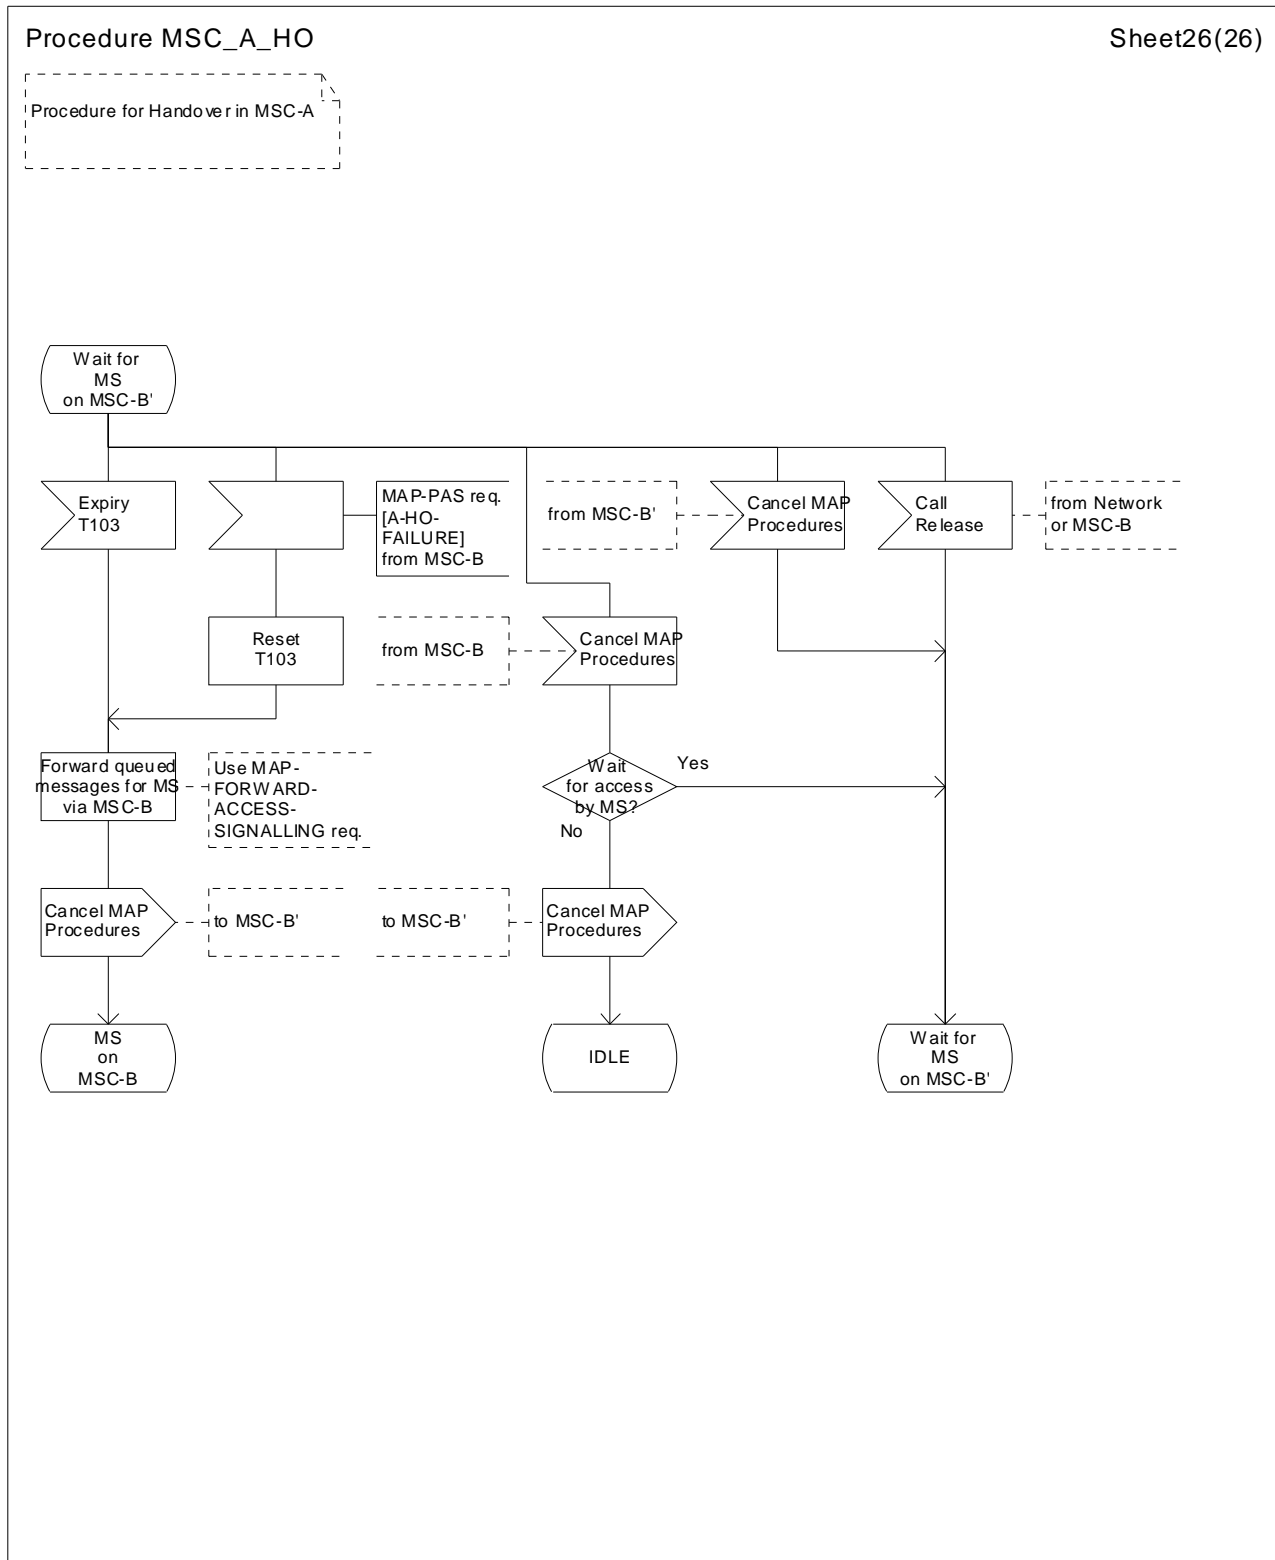 Procedure MSC_A_HO
Sheet26(26)
Procedure for Handover in MSC-A
Wait for
MS
on MSC-B'
Expiry
T103
MAP-PAS req.
[A-HO-
FAILURE]
from MSC-B
from MSC-B'
Cancel MAP
Procedures
Call
Release
from Network
or MSC-B
Reset
T103
from MSC-B
Cancel MAP
Procedures
Forward queued
messages for MS
via MSC-B
Use MAP-
FORWARD-
ACCESS-
SIGNALLING req.
Wait
for access
by MS?
Yes
No
Cancel MAP
Procedures
to MSC-B'
to MSC-B'
Cancel MAP
Procedures
MS
on
MSC-B
IDLE
Wait for
MS
on MSC-B'